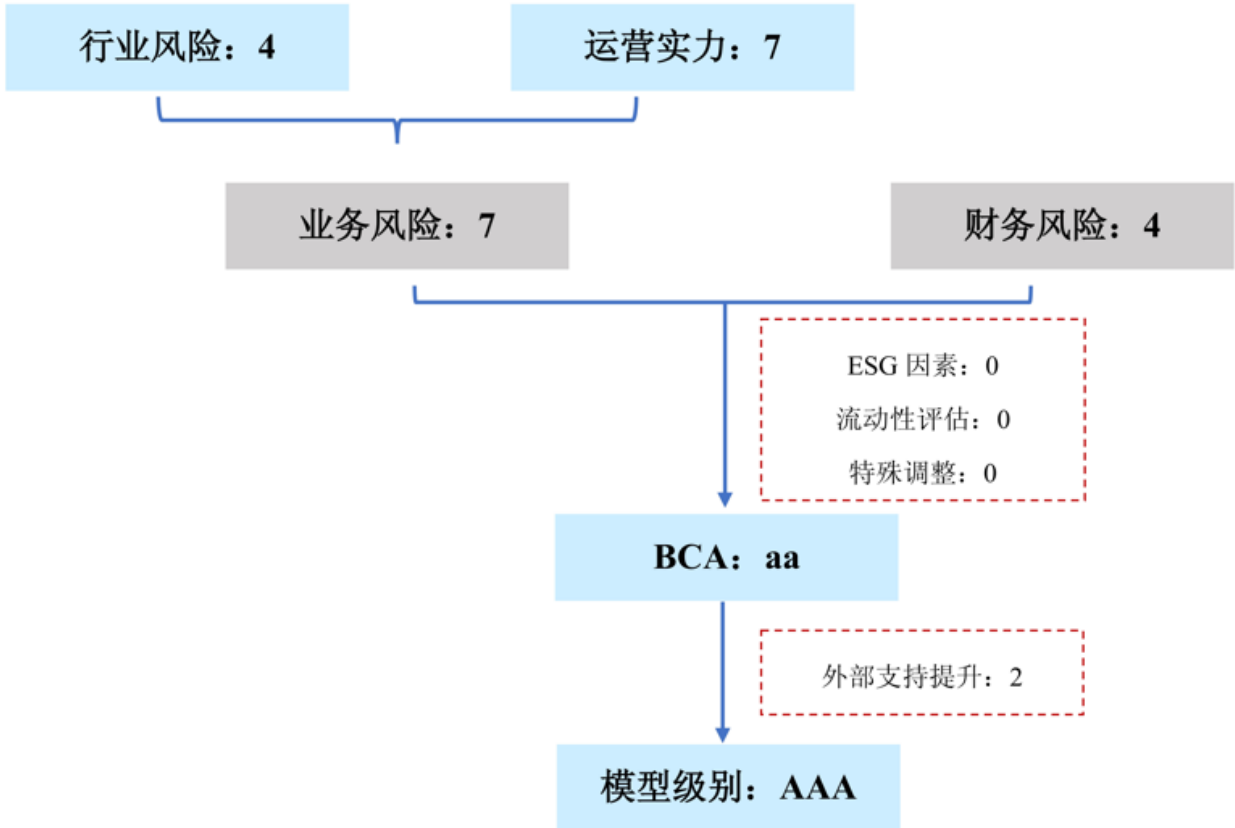 行业风险：4
运营实力：7
业务风险：7
财务风险：4
ESG 因素：0
流动性评估：0
特殊调整：0
BCA：aa
外部支持提升：2
模型级别：AAA